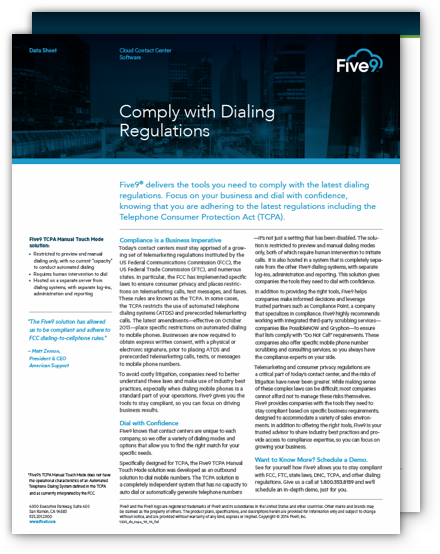 Data Sheet
Cloud Contact Center
Software
Five9
Comply with Dialing
Regulations
Five9® delivers the tools you need to comply with the latest dialing
regulations. Focus on your business and dial with confidence,
knowing that you are adhering to the latest regulations including the
Telephone Consumer Protection Act (TCPA).
Five9 TCPA Manual Touch Mode
solution:
• Restricted to preview and manual
dialing only, with no current "capacity"
to conduct automated dialing
• Requires human intervention to dial
• Hosted on a separate server from
dialing systems; with separate log-ins,
administration and reporting
"The Five9 solution has allowed
us to be compliant and adhere to
FCC dialing-to-cellphone rules."
– Matt Zemon,
President & CEO
American Support
*Five9's TCPA Manual Touch Mode does not have
the operational characteristics of an Automated
Telephone Dialing System defined in the TCPA
and as currently interpreted by the FCC
Compliance is a Business Imperative
Today's contact centers must stay apprised of a grow-
ing set of telemarketing regulations instituted by the
US Federal Communications Commission (FCC), the
US Federal Trade Commission (FTC), and numerous
states. In particular, the FCC has implemented specific
laws to ensure consumer privacy and places restric-
tions on telemarketing calls, text messages, and faxes.
These rules are known as the TCPA. In some cases,
the TCPA restricts the use of automated telephone
dialing systems (ATDS) and prerecorded telemarketing
calls. The latest amendments—effective on October
2013—place specific restrictions on automated dialing
to mobile phones. Businesses are now required to
obtain express written consent, with a physical or
electronic signature, prior to placing ATDS and
prerecorded telemarketing calls, texts, or messages
to mobile phone numbers.
To avoid costly litigation, companies need to better
understand these laws and make use of industry best
practices, especially when dialing mobile phones is a
standard part of your operations. Five9 gives you the
tools to stay compliant, so you can focus on driving
business results.
Dial with Confidence
Five9 knows that contact centers are unique to each
company, so we offer a variety of dialing modes and
options that allow you to find the right match for your
specific needs.
Specifically designed for TCPA, the Five9 TCPA Manual
Touch Mode solution was developed as an outbound
solution to dial mobile numbers. The TCPA solution is
a completely independent system that has no capacity to
auto dial or automatically generate telephone numbers
—it's not just a setting that has been disabled. The sol-
ution is restricted to preview and manual dialing modes
only, both of which require human intervention to initiate
calls. It is also hosted in a system that is completely sepa-
rate from the other Five9 dialing systems, with separate
log-ins, administration and reporting. This solution gives
companies the tools they need to dial with confidence.
In addition to providing the right tools, Five9 helps
companies make informed decisions and leverage
trusted partners such as Compliance Point, a company
that specializes in compliance. Five9 highly recommends
working with integrated third-party scrubbing services—
companies like PossibleNOW and Gryphon—to ensure
that lists comply with "Do Not Call" requirements. These
companies also offer specific mobile phone number
scrubbing and consulting services, so you always have
the compliance experts on your side.
Telemarketing and consumer privacy regulations are
a critical part of today's contact center, and the risks of
litigation have never been greater. While making sense
of these complex laws can be difficult, most companies
cannot afford not to manage these risks themselves.
Five9 provides companies with the tools they need to
stay compliant based on specific business requirements,
designed to accommodate a variety of sales environ-
ments. In addition to offering the right tools, Five9 is your
trusted advisor to share industry best practices and pro-
vide access to compliance expertise, so you can focus on
growing your business.
Want to Know More? Schedule a Demo.
See for yourself how Five9 allows you to stay compliant
with FCC, FTC, state laws, DNC, TCPA, and other dialing
regulations. Give us a call at 1.800.553.8159 and we'll
schedule an in-depth demo, just for you.
4000 Executive Parkway, Suite 400
San Ramon, CA 94583
925.201.2000
www.five9.com
Five9 and the Five9 logo are registered trademarks of Five9 and its subsidiaries in the United States and other countries. Other marks and brands may
be claimed as the property of others. The product plans, specifications, and descriptions herein are provided for information only and subject to change
without notice, and are provided without warranty of any kind, express or implied. Copyright © 2014 Five9, Inc.